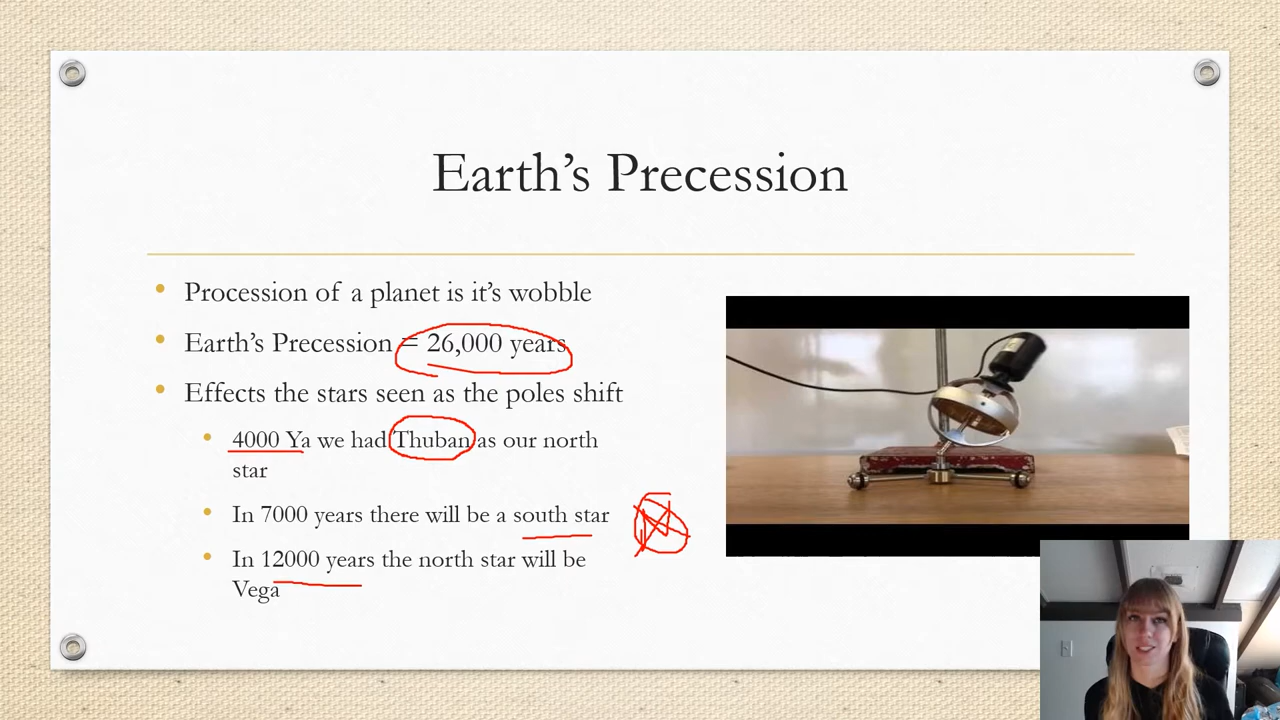 Earth’s Precession
Procession of a planet is it’s wobble
Earth’s Precession = 26,000 years
Effects the stars seen as the poles shift
4000 Ya we had Thuban as our north
star
In 7000 years there will be a south star
In 12000 years the north star will be
Vega